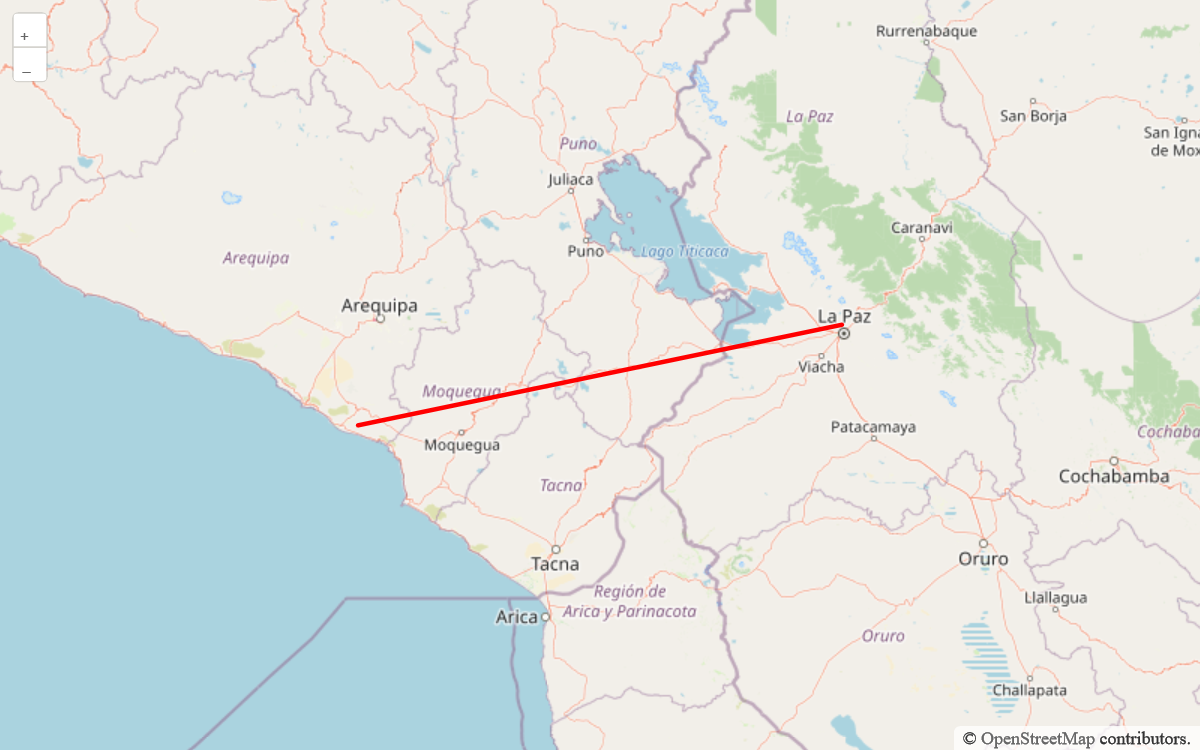 +
–
Rurrenabaque
San Borja
La Paz
San Igna
de Mox
Puno
Juliaca
Caranavi
Puno
Lago Titicaca
Arequipa
Arequipa
La Paz
Viacha
Moquegua
Moquegua
Patacamaya
Cochaba
Cochabamba
Tacna
Tacna
Oruro
Región de
Arica y Parinacota
Arica
Llallagua
Oruro
Challapata
© OpenStreetMap contributors.